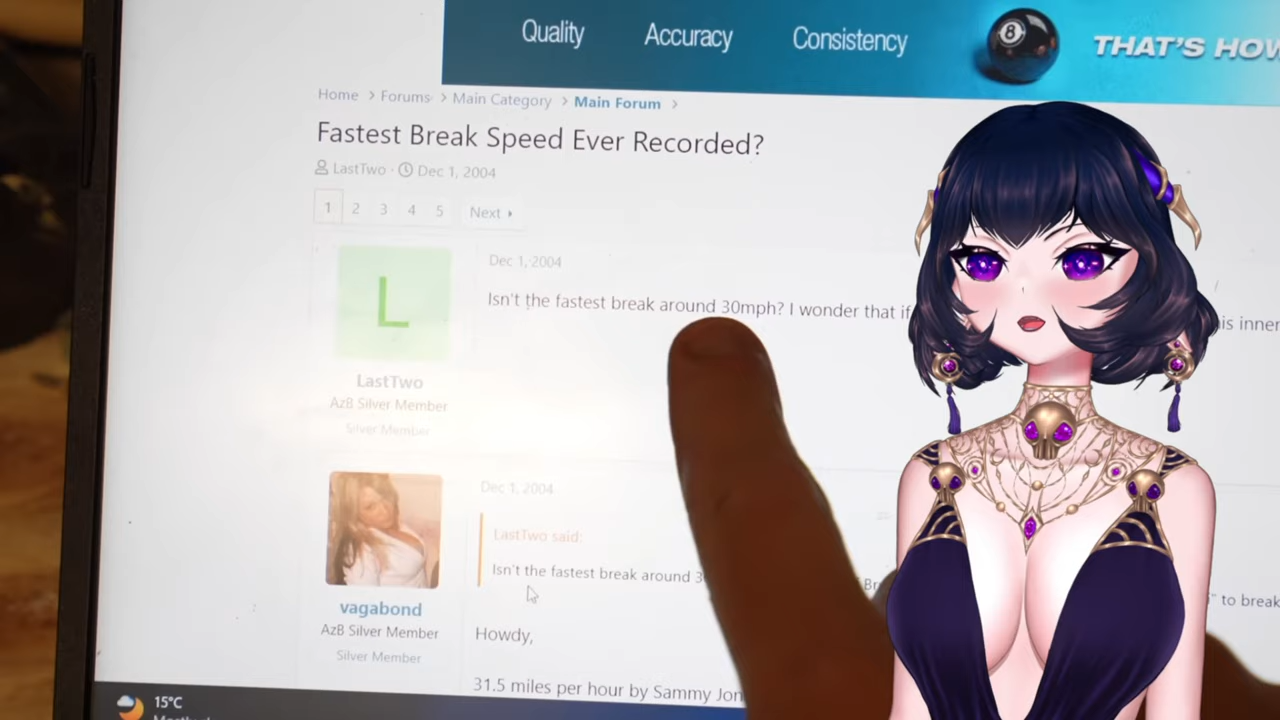 Quality Accuracy Consistency
8
THAT'S HOW
Home > Forums > Main Category > Main Forum >
Fastest Break Speed Ever Recorded?
LastTwo · Dec 1, 2004
1 2 3 4 5 Next
L
LastTwo
AzB Silver Member
Silver Member
Dec 1, 2004
Isn't the fastest break around 30mph? I wonder that if
is inner
vagabond
AzB Silver Member
Silver Member
Dec 1, 2004
LastTwo said:
Isn't the fastest break around 3
to break
Howdy,
31.5 miles per hour by Sammy Jon
15°C